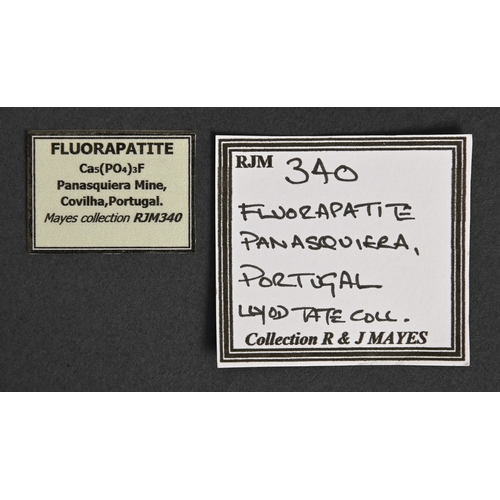 FLUORAPATITE
Ca₅(PO₄)₃F
Panasquiera Mine,
Covilha,Portugal.
Mayes collection RJM340
RJM 340
FLUORAPATITE
PANASQUIERA,
PORTUGAL
TATE COLL.
Collection R & J MAYES